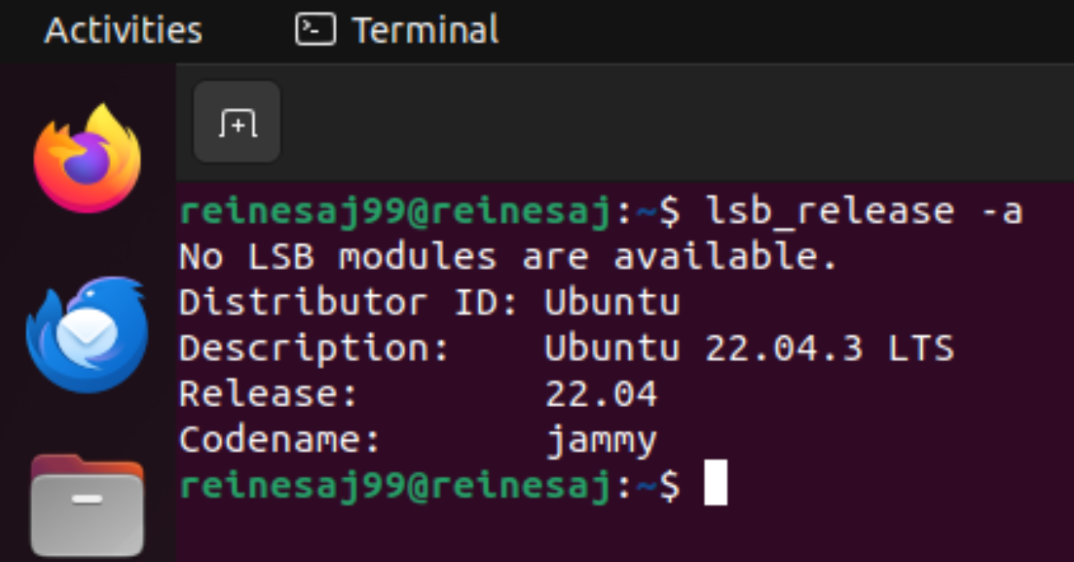 Activities Terminal
reinesaj99@reinesaj:~$ lsb_release -a
No LSB modules are available.
Distributor ID: Ubuntu
Description:    Ubuntu 22.04.3 LTS
Release:        22.04
Codename:       jammy
reinesaj99@reinesaj:~$